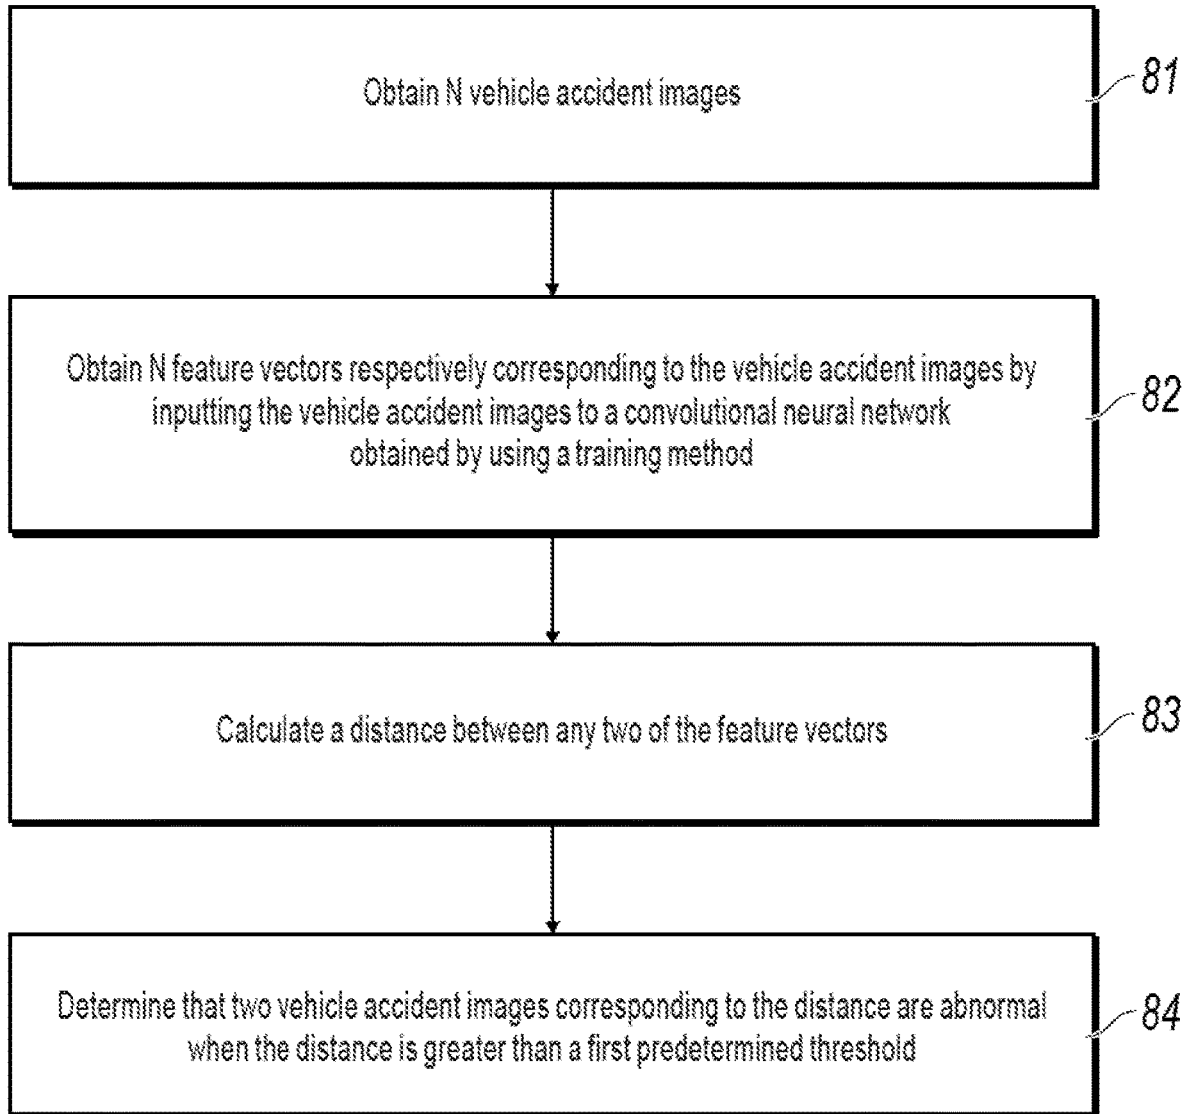 Obtain N vehicle accident images
81
Obtain N feature vectors respectively corresponding to the vehicle accident images by
inputting the vehicle accident images to a convolutional neural network
obtained by using a training method
82
Calculate a distance between any two of the feature vectors
83
Determine that two vehicle accident images corresponding to the distance are abnormal
when the distance is greater than a first predetermined threshold
84